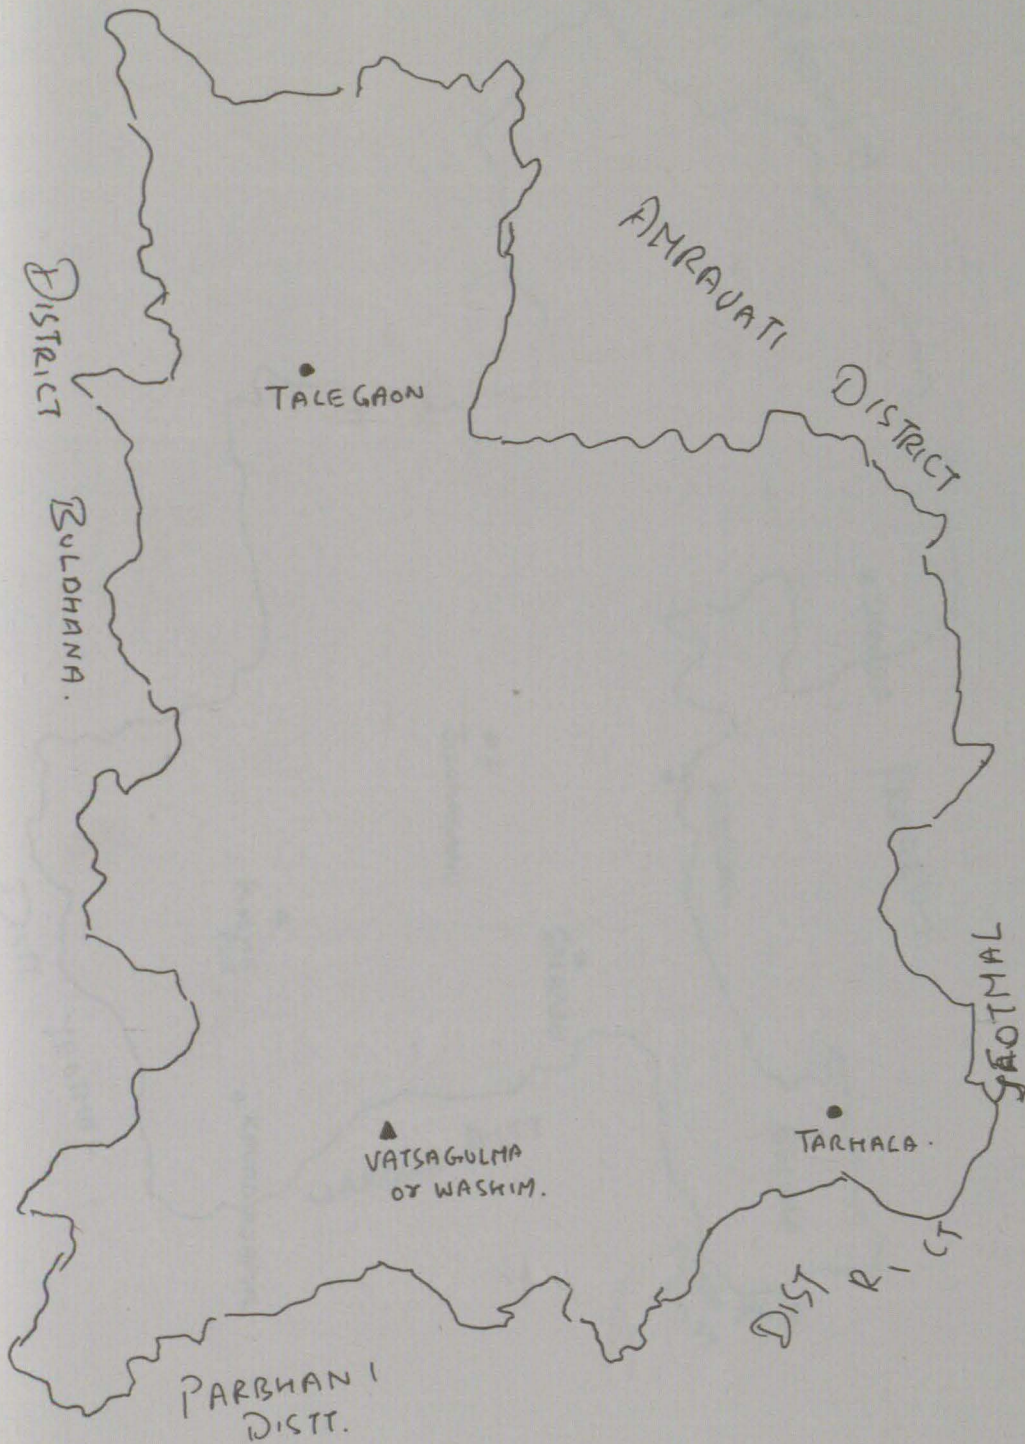 AMRAVATI DISTRICT
DISTRICT BULDHANA.
TALEGAON
YEOTMAL
DISTRICT
TARHALA.
VATSAGULMA
or WASHIM.
PARBHANI
DISTT.